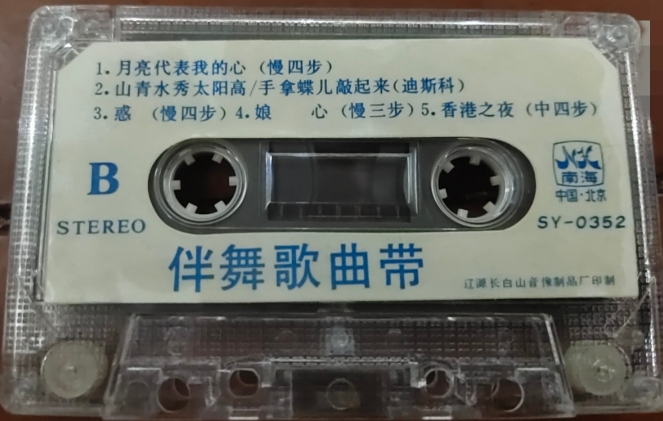 1.月亮代表我的心（慢四步）
2.山青水秀太阳高/手拿蝶儿敲起来(迪斯科)
3.惑 （慢四步）4.娘 心（慢三步）5.香港之夜（中四步）
B
STEREO
南海
中国·北京
SY-0352
伴舞歌曲带
辽源长白山音像制品厂印制